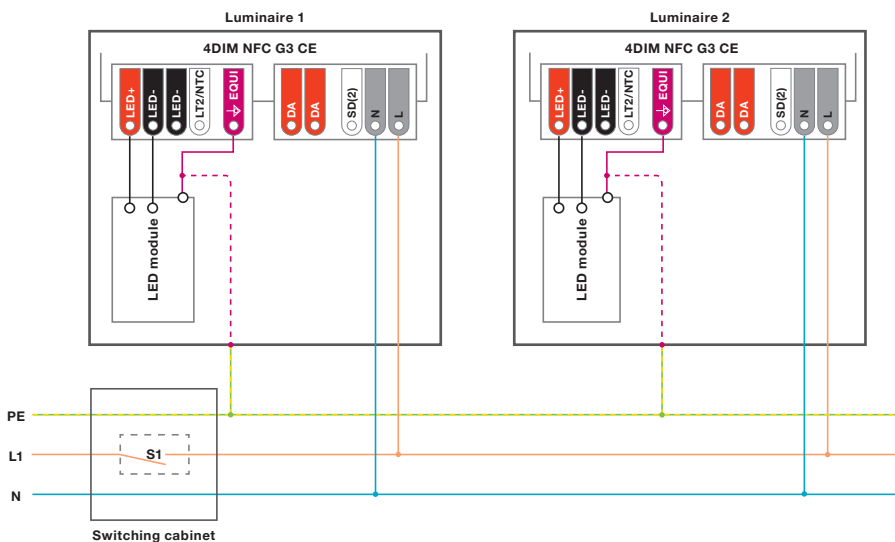 Luminaire 1
Luminaire 2
4DIM NFC G3 CE
4DIM NFC G3 CE
LED+
LED-
LED-
LT2/NTC
EQUI
DA
DA
SD(2)
N
L
LED+
LED-
LED-
LT2/NTC
EQUI
DA
DA
SD(2)
N
L
LED module
LED module
PE
L1
S1
N
Switching cabinet